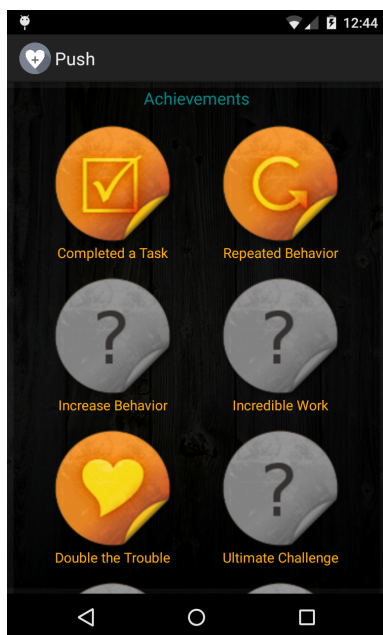 12:44
Push
Achievements
Completed a Task
Repeated Behavior
? ?
Increase Behavior
Incredible Work
?
Double the Trouble
Ultimate Challenge